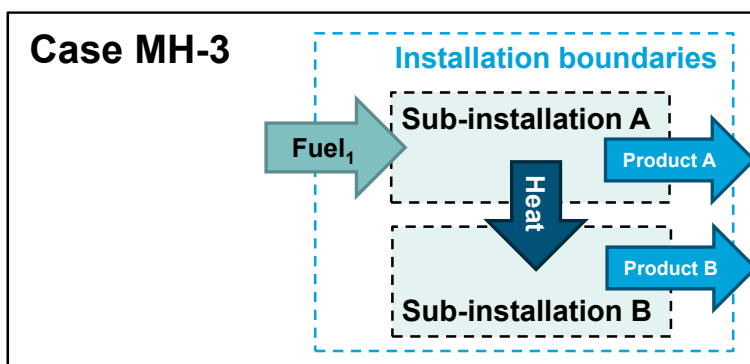 Case MH-3
Installation boundaries
Sub-installation A
Fuel₁
Product A
Heat
Product B
Sub-installation B